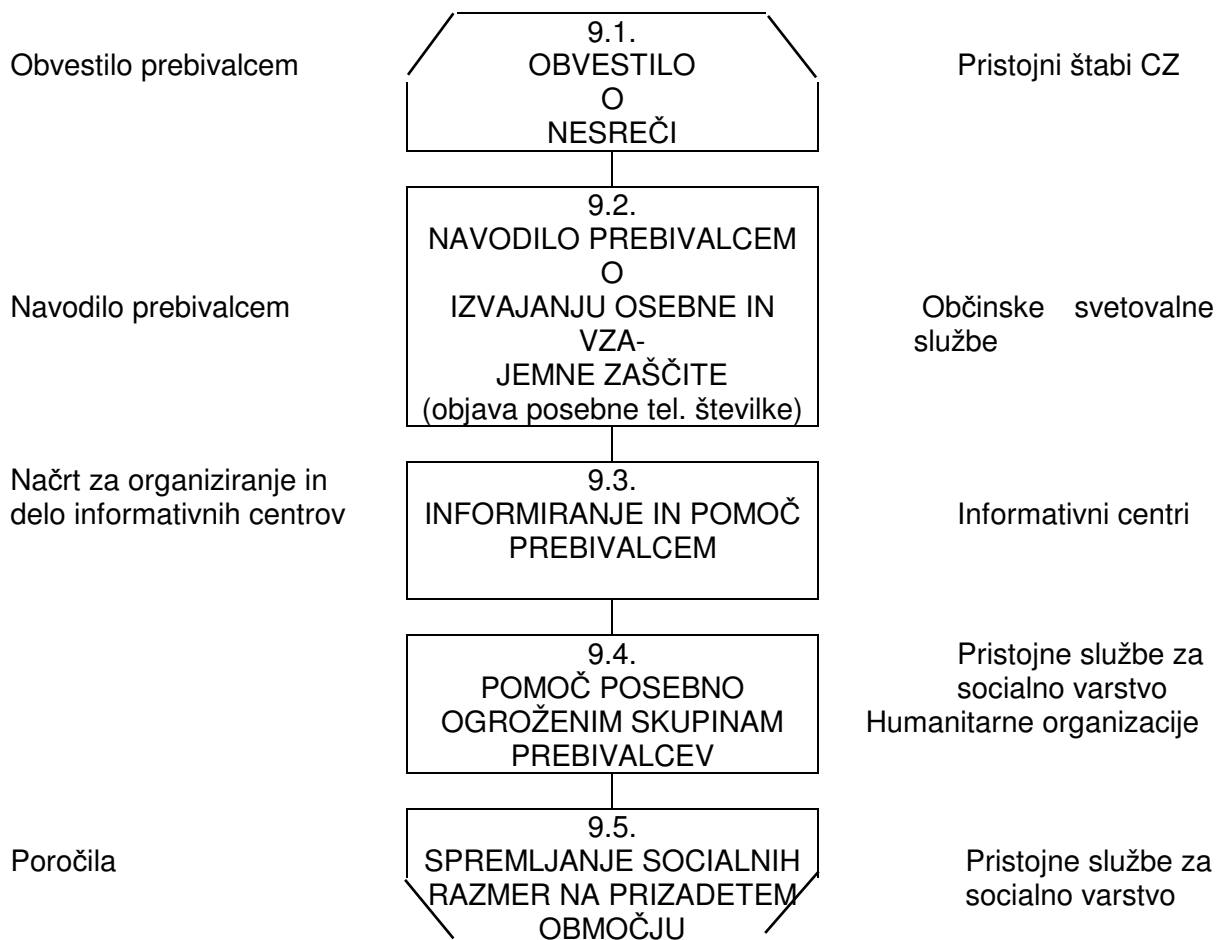 9.1.
Obvestilo prebivalcem OBVESTILO Pristojni štabi CZ
O
NESREČI
9.2.
NAVODILO PREBIVALCEM
O
Navodilo prebivalcem IZVAJANJU OSEBNE IN Občinske svetovalne
VZA- službe
JEMNE ZAŠČITE
(objava posebne tel. številke)
Načrt za organiziranje in 9.3.
delo informativnih centrov INFORMIRANJE IN POMOČ Informativni centri
PREBIVALCEM
9.4. Pristojne službe za
POMOČ POSEBNO socialno varstvo
OGROŽENIM SKUPINAM Humanitarne organizacije
PREBIVALCEV
9.5.
Poročila SPREMLJANJE SOCIALNIH Pristojne službe za
RAZMER NA PRIZADETEM socialno varstvo
OBMOČJU